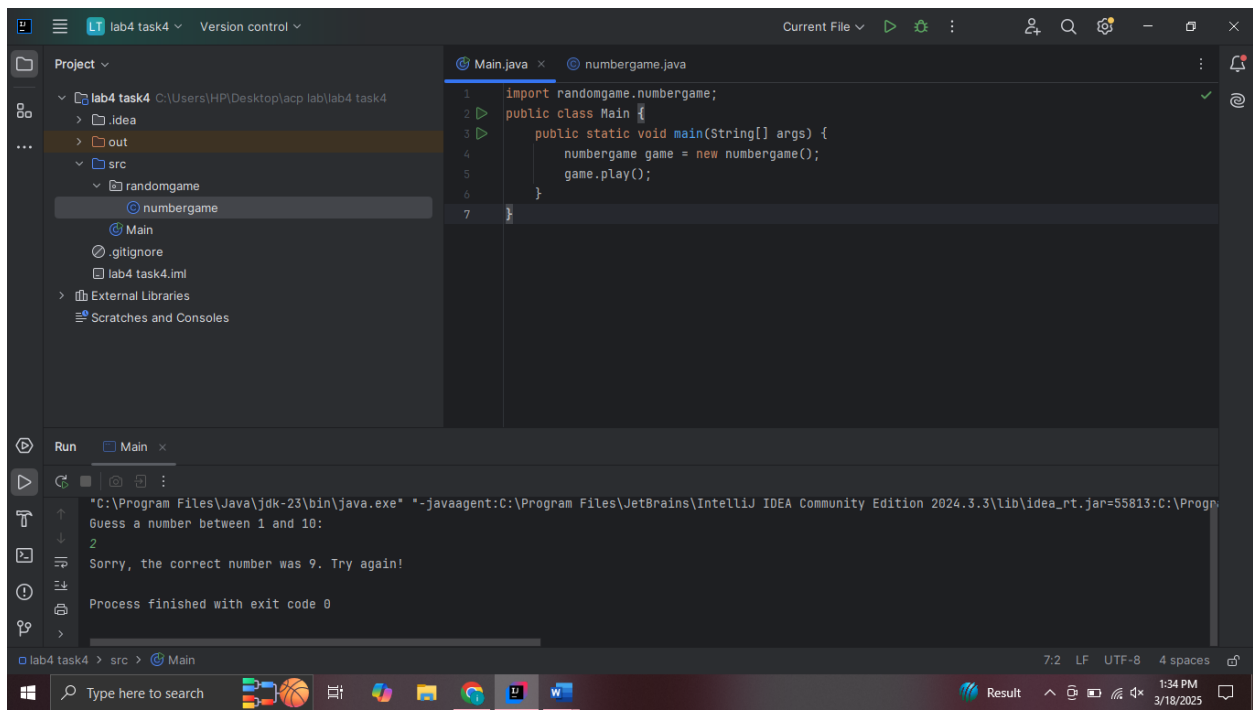 LT lab4 task4 Version control Current File
Project
Main.java
numbergame.java
lab4 task4 C:\Users\HP\Desktop\acp lab\lab4 task4
.idea
out
src
randomgame
numbergame
Main
.gitignore
lab4 task4.iml
External Libraries
Scratches and Consoles
1 import randomgame.numbergame;
2 public class Main {
3 public static void main(String[] args) {
4 numbergame game = new numbergame();
5 game.play();
6 }
7 }
Run Main
"C:\Program Files\Java\jdk-23\bin\java.exe" "-javaagent:C:\Program Files\JetBrains\IntelliJ IDEA Community Edition 2024.3.3\lib\idea_rt.jar=55813:C:\Progr
Guess a number between 1 and 10:
2
Sorry, the correct number was 9. Try again!
Process finished with exit code 0
lab4 task4 > src > Main 7:2 LF UTF-8 4 spaces
Type here to search Result 1:34 PM
3/18/2025